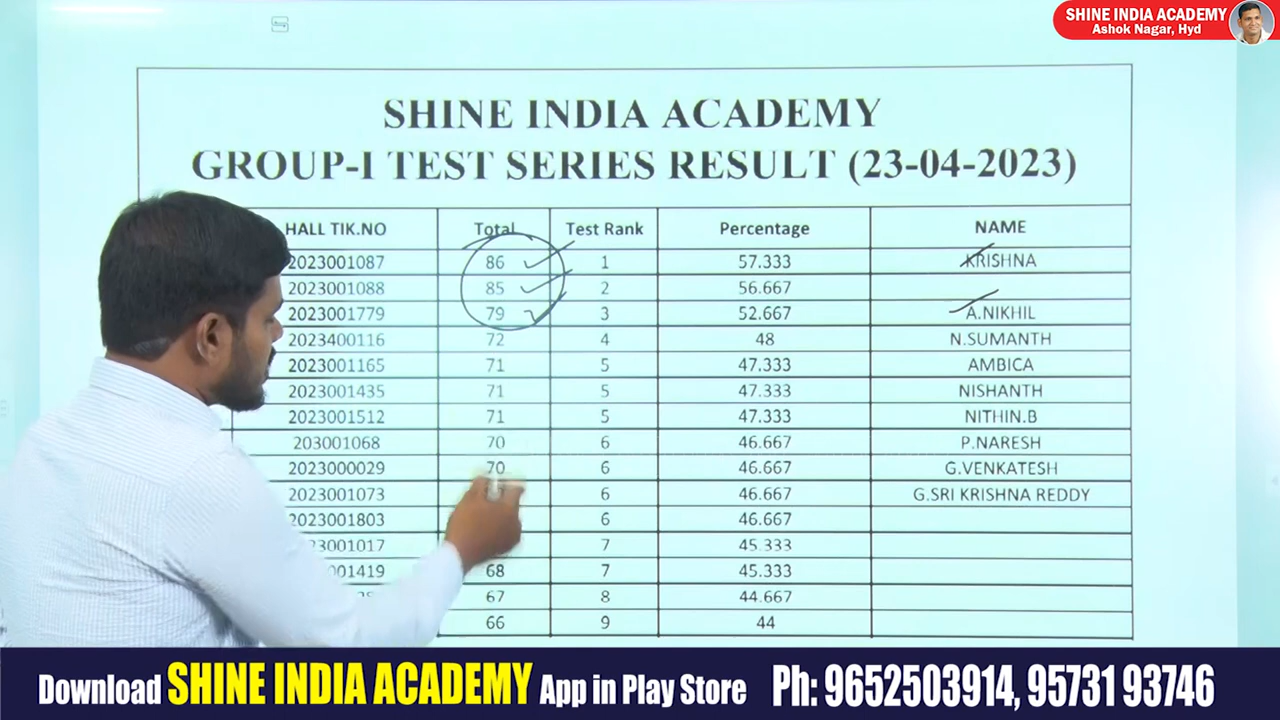 SHINE INDIA ACADEMY
Ashok Nagar, Hyd
SHINE INDIA ACADEMY
GROUP-I TEST SERIES RESULT (23-04-2023)
HALL TIK.NO Total Test Rank Percentage NAME
2023001087 86 1 57.333 KRISHNA
2023001088 85 2 56.667
2023001779 79 3 52.667 A.NIKHIL
2023400116 72 4 48 N.SUMANTH
2023001165 71 5 47.333 AMBICA
2023001435 71 5 47.333 NISHANTH
2023001512 71 5 47.333 NITHIN.B
203001068 70 6 46.667 P.NARESH
2023000029 70 6 46.667 G.VENKATESH
2023001073 6 46.667 G.SRI KRISHNA REDDY
2023001803 6 46.667
23001017 7 45.333
001419 68 7 45.333
67 8 44.667
66 9 44
Download SHINE INDIA ACADEMY App in Play Store Ph: 9652503914, 95731 93746